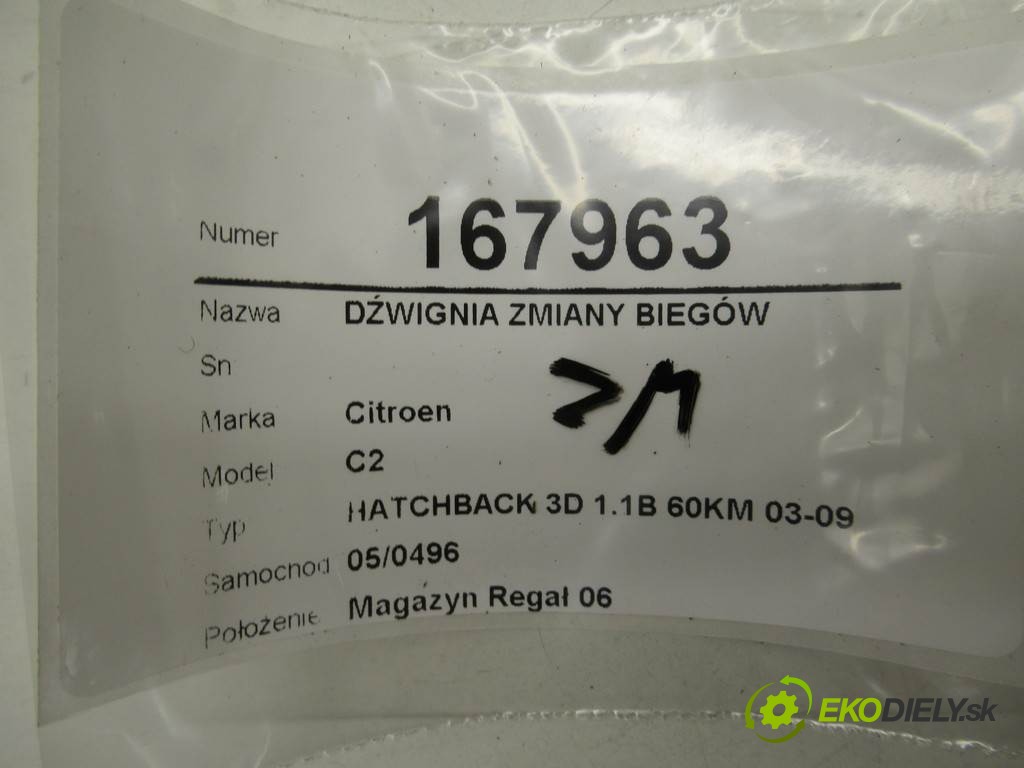 Numer 167963
Nazwa DŹWIGNIA ZMIANY BIEGÓW
Sn
Marka Citroen
Model C2
Typ HATCHBACK 3D 1.1B 60KM 03-09
Samochod 05/0496
Położenie Magazyn Regał 06
EKODIELY.sk